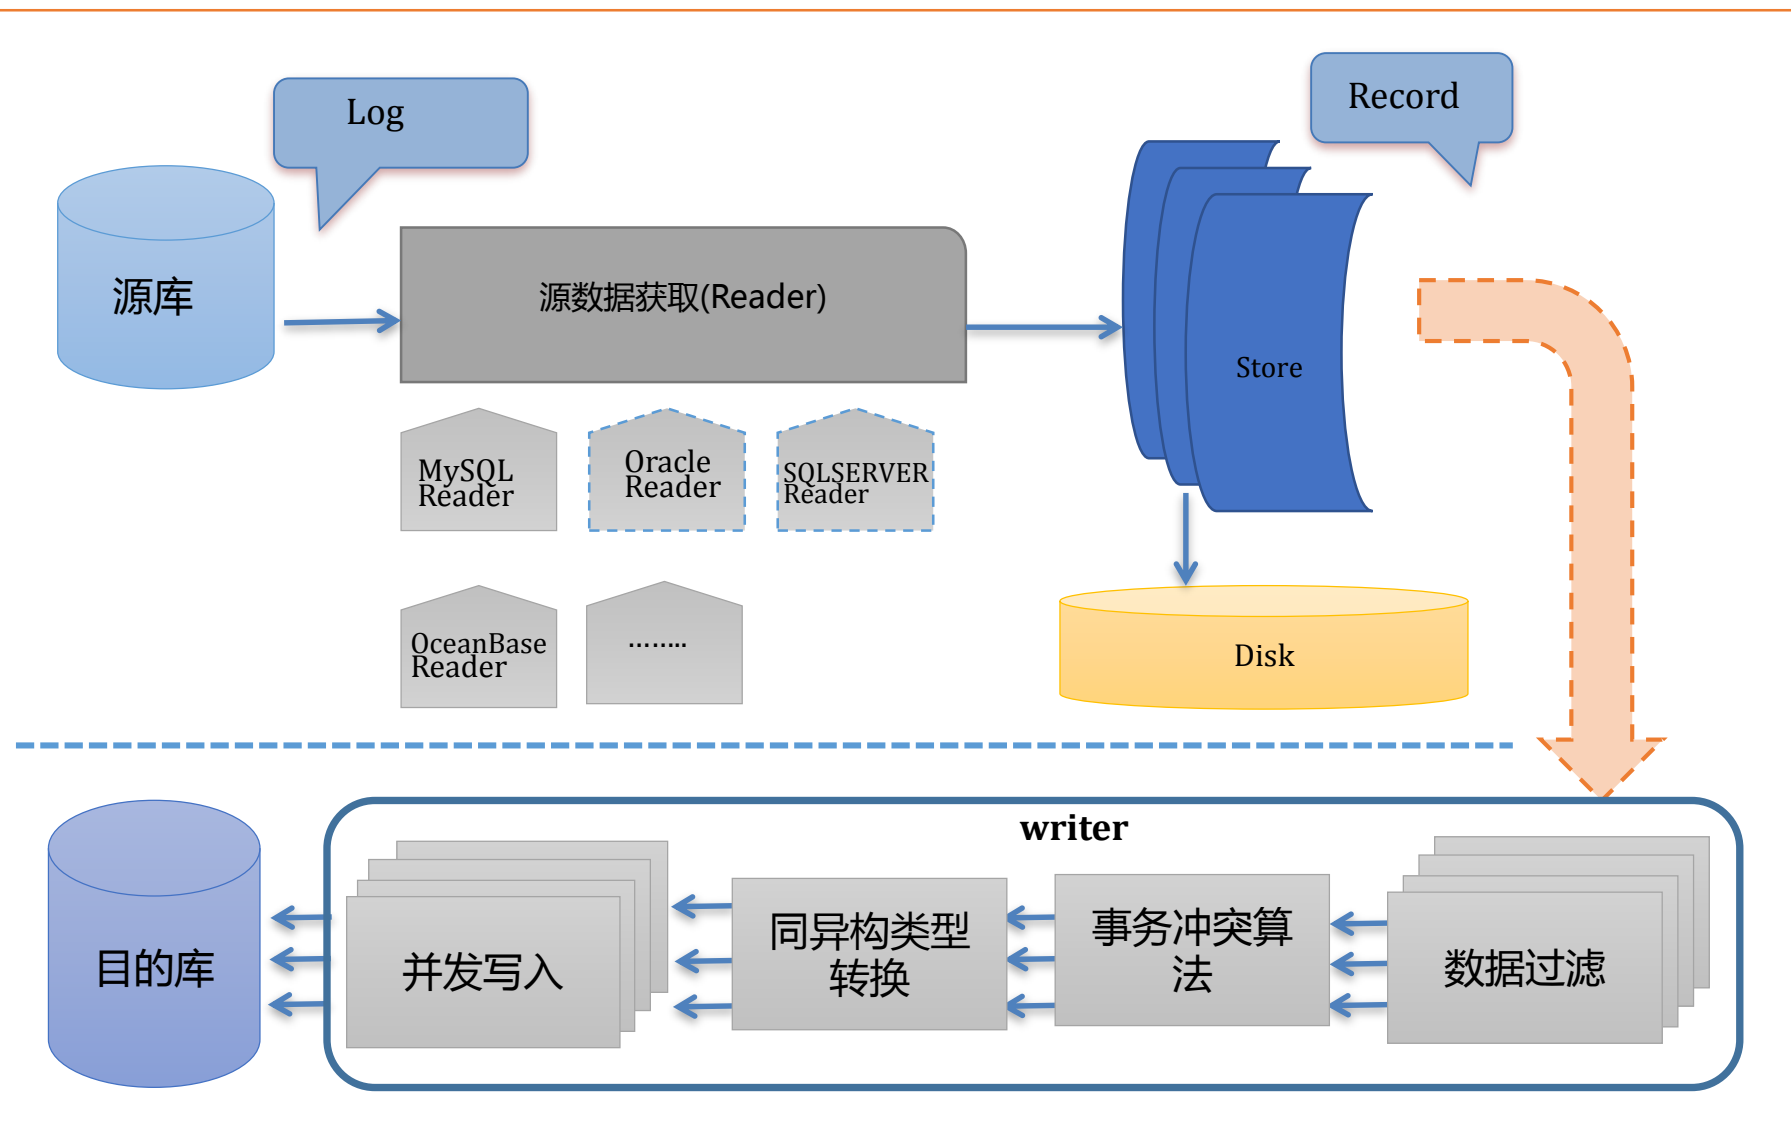 Log
Record
源库
源数据获取(Reader)
Store
MySQL
Reader
Oracle
Reader
SQLSERVER
Reader
OceanBase
Reader
........
Disk
writer
目的库
并发写入
同异构类型
转换
事务冲突算
法
数据过滤